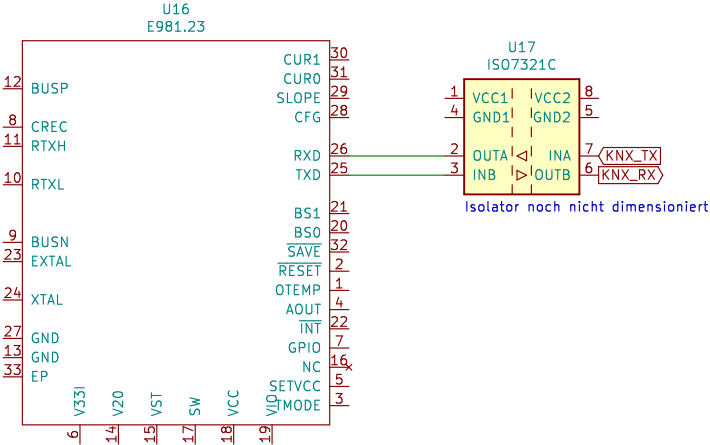 U16
E981.23
12 BUSP
8 CREC
11 RTXH
10 RTXL
9 BUSN
23 EXTAL
24 XTAL
27 GND
13 GND
33 EP
CUR1 30
CUR0 31
SLOPE 29
CFG 28
RXD 26
TXD 25
BS1 21
BS0 20
SAVE 32
RESET 2
OTEMP 1
AOUT 4
INT 22
GPIO 7
NC 16
SETVCC 5
TMODE 3
V33I 6
V20 14
VST 15
SW 17
VCC 18
VIO 19
U17
ISO7321C
1 VCC1 VCC2 8
4 GND1 GND2 5
2 OUTA INA 7 KNX_TX
3 INB OUTB 6 KNX_RX
Isolator noch nicht dimensioniert